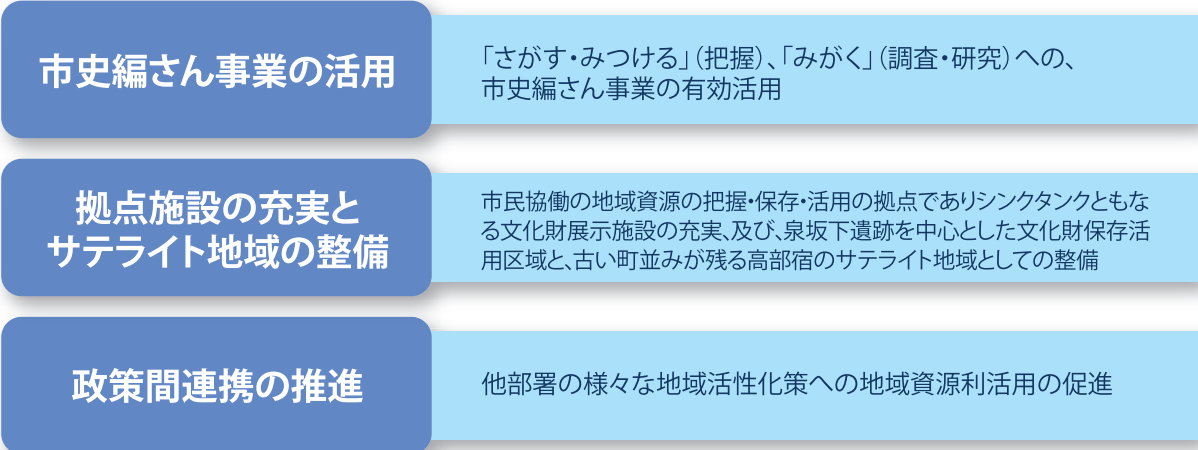 市史編さん事業の活用
「さがす・みつける」（把握）、「みがく」（調査・研究）への、
市史編さん事業の有効活用
拠点施設の充実と
サテライト地域の整備
市民協働の地域資源の把握・保存・活用の拠点でありシンクタンクともな
る文化財展示施設の充実、及び、泉坂下遺跡を中心とした文化財保存活
用区域と、古い町並みが残る高部宿のサテライト地域としての整備
政策間連携の推進
他部署の様々な地域活性化策への地域資源利活用の促進